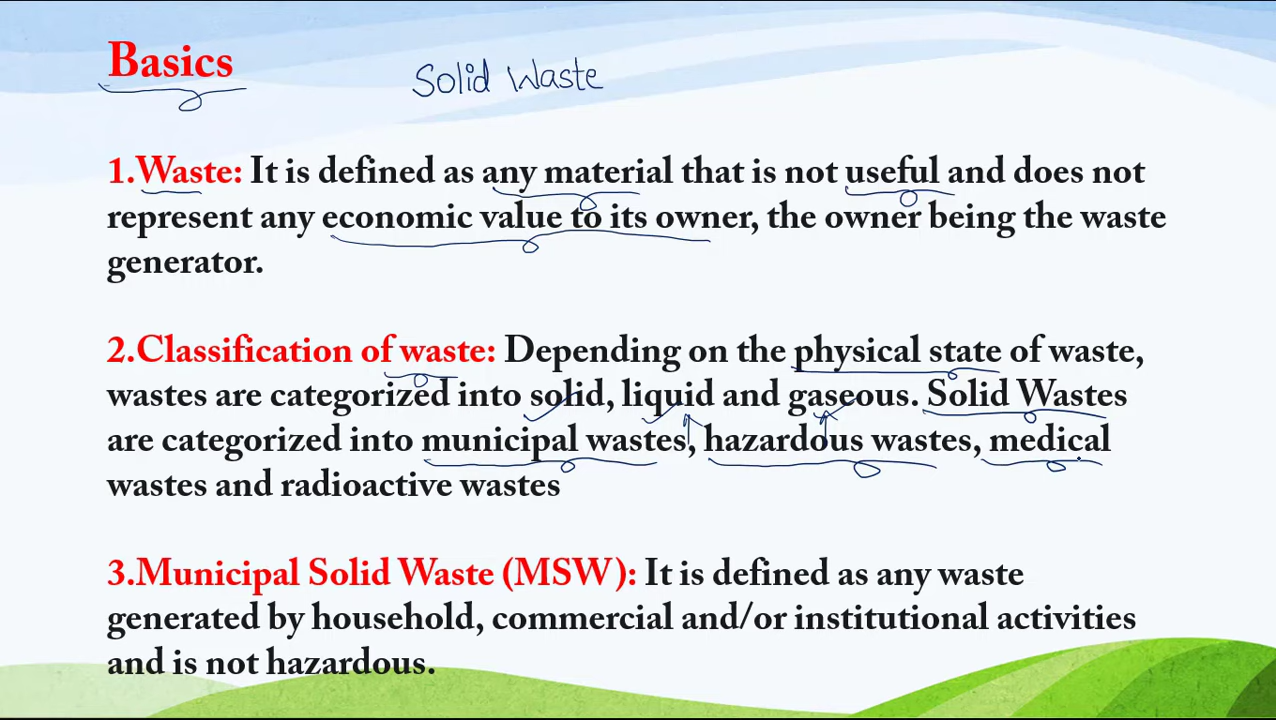 Basics
Solid Waste
1.Waste: It is defined as any material that is not useful and does not
represent any economic value to its owner, the owner being the waste
generator.
2.Classification of waste: Depending on the physical state of waste,
wastes are categorized into solid, liquid and gaseous. Solid Wastes
are categorized into municipal wastes, hazardous wastes, medical
wastes and radioactive wastes
3.Municipal Solid Waste (MSW): It is defined as any waste
generated by household, commercial and/or institutional activities
and is not hazardous.